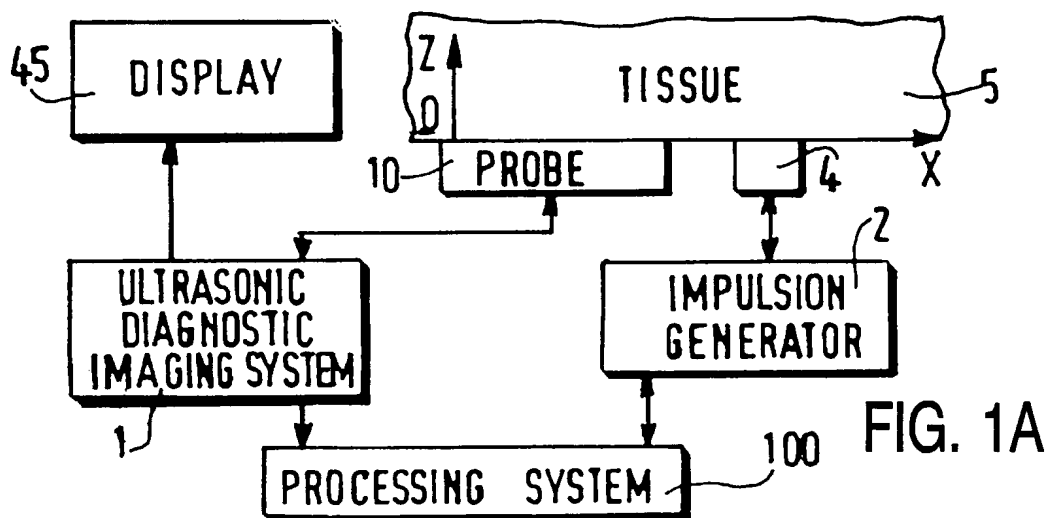 45
DISPLAY
Z
O
TISSUE
5
10
PROBE
4
X
2
ULTRASONIC
DIAGNOSTIC
IMAGING SYSTEM
1
IMPULSION
GENERATOR
PROCESSING SYSTEM
100
FIG. 1A